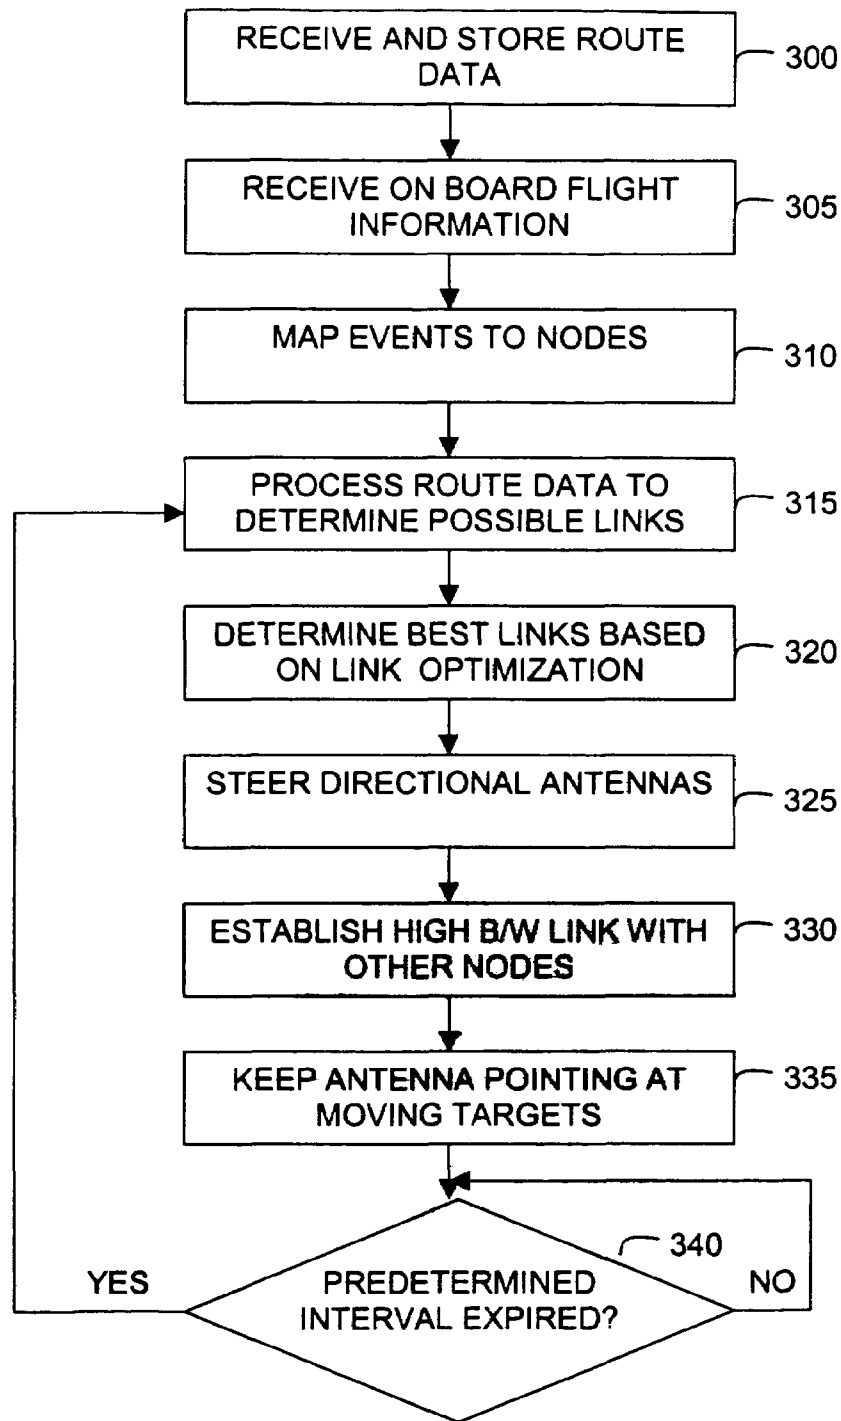 RECEIVE AND STORE ROUTE
DATA
300
RECEIVE ON BOARD FLIGHT
INFORMATION
305
MAP EVENTS TO NODES
310
PROCESS ROUTE DATA TO
DETERMINE POSSIBLE LINKS
315
DETERMINE BEST LINKS BASED
ON LINK OPTIMIZATION
320
STEER DIRECTIONAL ANTENNAS
325
ESTABLISH HIGH B/W LINK WITH
OTHER NODES
330
KEEP ANTENNA POINTING AT
MOVING TARGETS
335
340
YES
PREDETERMINED
INTERVAL EXPIRED?
NO